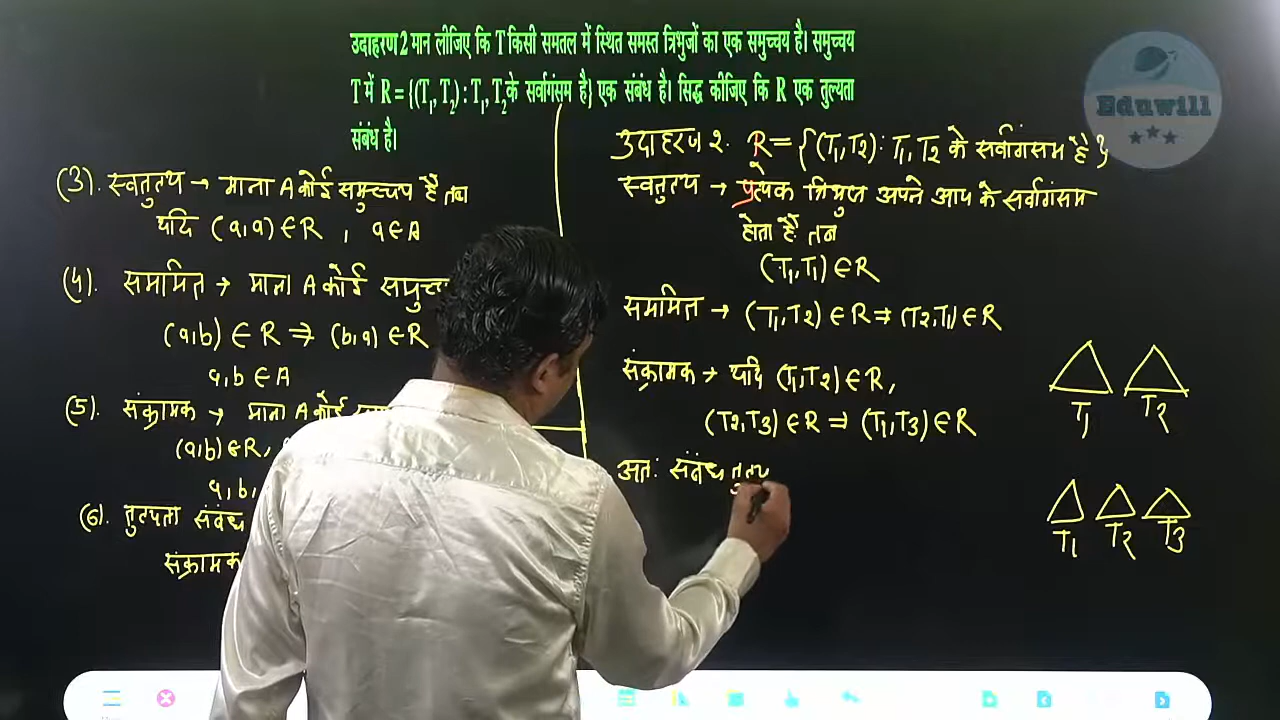 उदाहरण 2 मान लीजिए कि T किसी समतल में स्थित समस्त त्रिभुजों का एक समुच्चय है। समुच्चय
T में R = {(T₁, T₂) : T₁, T₂ के सर्वागंसम है} एक संबंध है। सिद्ध कीजिए कि R एक तुल्यता
संबंध है।
Eduwill
(3). स्वतुल्य → माना A कोई समुच्चय है तब
यदि (a,a) ∈ R , a ∈ A
(4). सममित → माना A कोई
(a,b) ∈ R ⇒ (b,a) ∈ R
a,b ∈ A
(5). संक्रामक → माना A कोई
(a,b) ∈ R,
a,b,
(6). तुल्यता संबंध
संक्रामक
उदाहरण 2. R = {(T1,T2): T1, T2 के सर्वागंसम है}
स्वतुल्य → प्रत्येक त्रिभुज अपने आप के सर्वागंसम
होता है तब
(T1,T1) ∈ R
सममित → (T1,T2) ∈ R ⇒ (T2,T1) ∈ R
संक्रामक → यदि (T1,T2) ∈ R,
(T2,T3) ∈ R ⇒ (T1,T3) ∈ R
अतः संबंध
T1 T2
T1 T2 T3